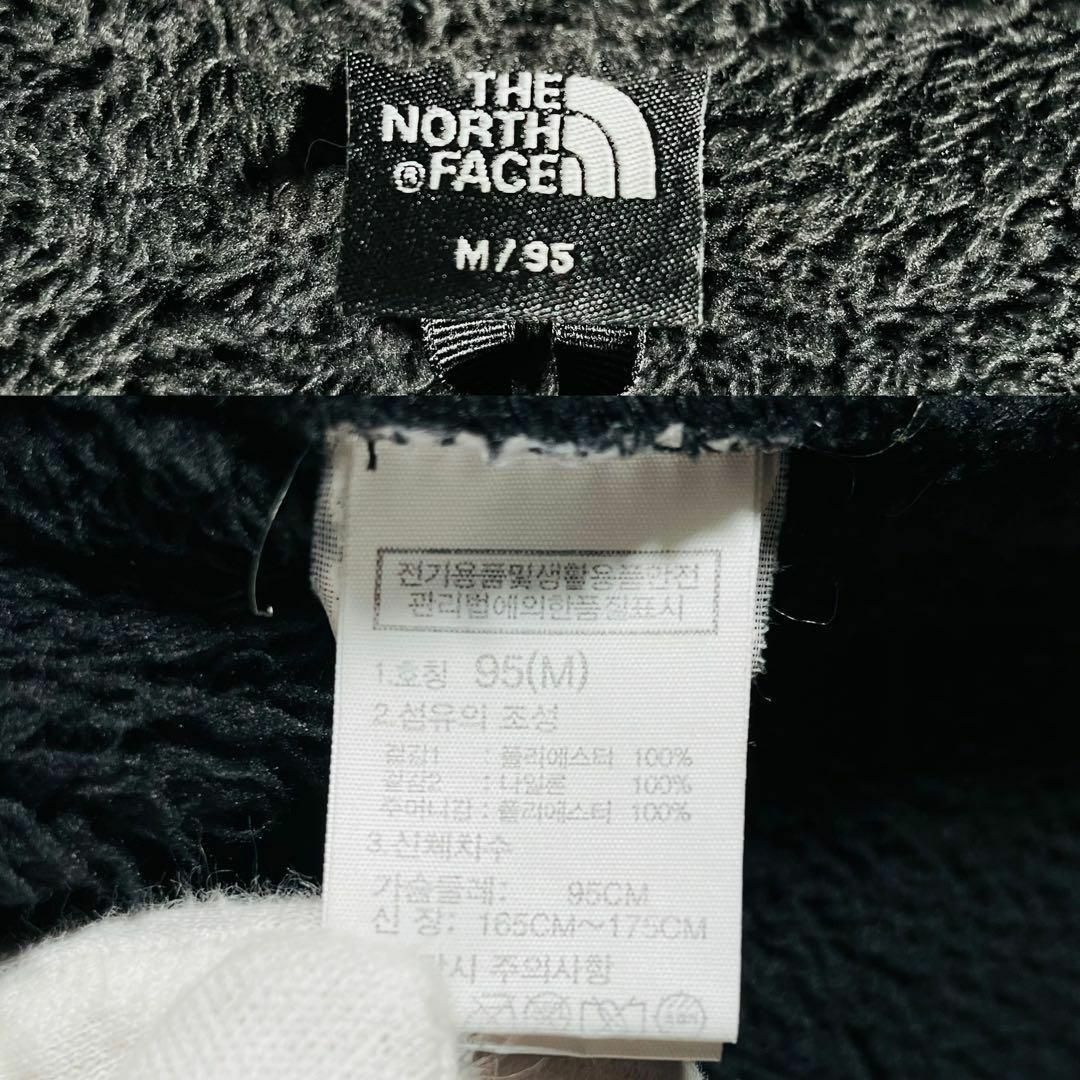 THE
NORTH
® FACE
M/95
전기용품및생활용품안전
관리법에의한품질표시
1.호칭 95(M)
2.섬유의 조성
겉감1 : 폴리에스터 100%
겉감2 : 나일론 100%
주머니감 : 폴리에스터 100%
3.신체치수
가슴둘레: 95CM
신 장: 165CM~175CM
시 주의사항